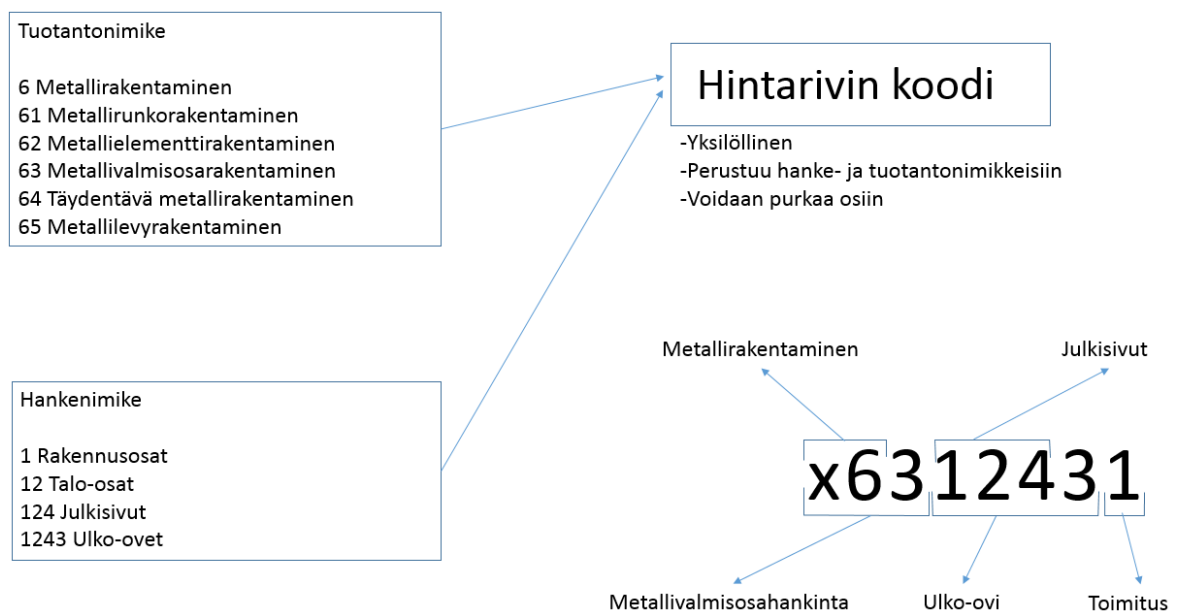 Tuotantonimike
6 Metallirakentaminen
61 Metallirunkorakentaminen
62 Metallielementtirakentaminen
63 Metallivalmisosarakentaminen
64 Täydentävä metallirakentaminen
65 Metallilevyrakentaminen
Hintarivin koodi
-Yksilöllinen
-Perustuu hanke- ja tuotantonimikkeisiin
-Voidaan purkaa osiin
Hankenimike
1 Rakennusosat
12 Talo-osat
124 Julkisivut
1243 Ulko-ovet
Metallirakentaminen
Julkisivut
x6312431
Metallivalmisosahankinta
Ulko-ovi
Toimitus